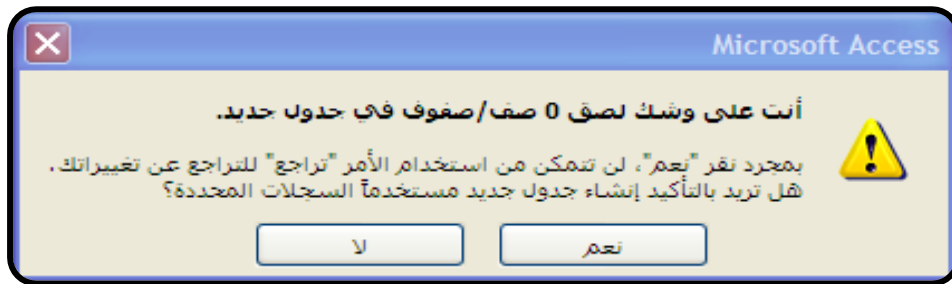 Microsoft Access
أنت على وشك لصق 0 صف/صفوف في جدول جديد.
بمجرد نقر "نعم"، لن تتمكن من استخدام الأمر "تراجع" للتراجع عن تغييراتك.
هل تريد بالتأكيد إنشاء جدول جديد مستخدماً السجلات المحددة؟
نعم
لا